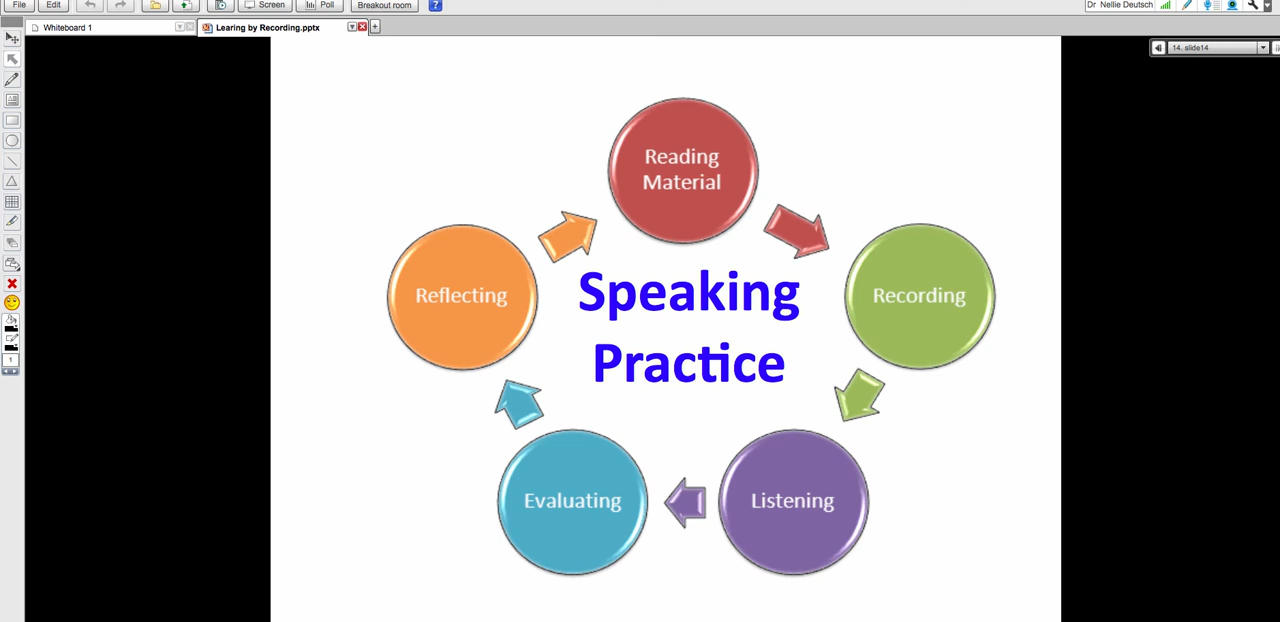 File Edit Screen Poll Breakout room ? Dr Nellie Deutsch
Whiteboard 1 Learing by Recording.pptx +
14. slide14
Reading
Material
Reflecting
Recording
Speaking
Practice
Evaluating
Listening
1